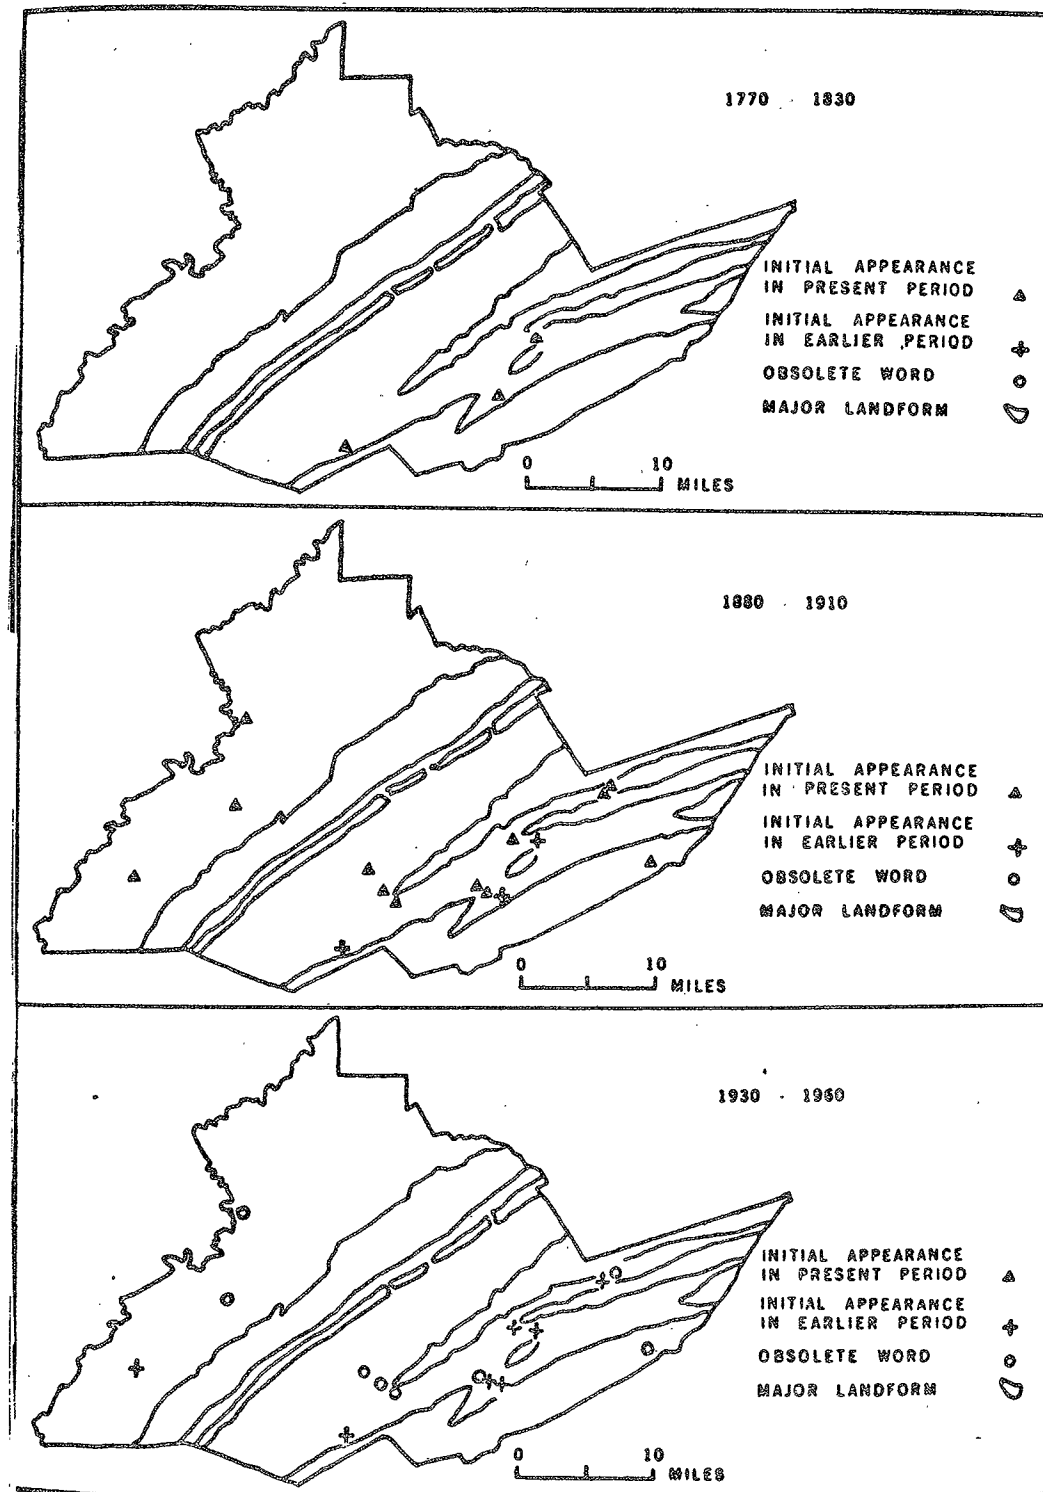 1770 - 1830
INITIAL APPEARANCE
IN PRESENT PERIOD
INITIAL APPEARANCE
IN EARLIER PERIOD
OBSOLETE WORD
MAJOR LANDFORM
0 10
MILES
1880 - 1910
INITIAL APPEARANCE
IN PRESENT PERIOD
INITIAL APPEARANCE
IN EARLIER PERIOD
OBSOLETE WORD
MAJOR LANDFORM
0 10
MILES
1930 - 1960
INITIAL APPEARANCE
IN PRESENT PERIOD
INITIAL APPEARANCE
IN EARLIER PERIOD
OBSOLETE WORD
MAJOR LANDFORM
0 10
MILES